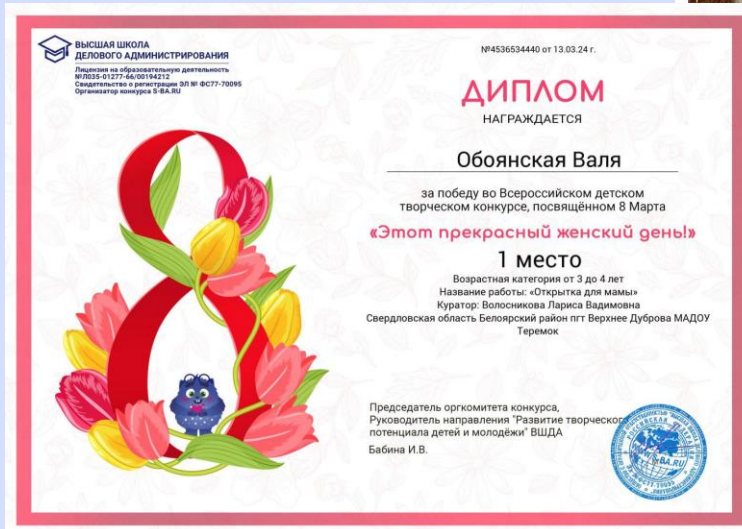 ВЫСШАЯ ШКОЛА
ДЕЛОВОГО АДМИНИСТРИРОВАНИЯ
Лицензия на образовательную деятельность
№Л035-01277-66/00194212
Свидетельство о регистрации ЭЛ № ФС77-70095
Организатор конкурса S-BA.RU
№4536534440 от 13.03.24 г.
ДИПЛОМ
НАГРАЖДАЕТСЯ
Обоянская Валя
за победу во Всероссийском детском
творческом конкурсе, посвящённом 8 Марта
«Этот прекрасный женский день!»
1 место
Возрастная категория от 3 до 4 лет
Название работы: «Открытка для мамы»
Куратор: Волосникова Лариса Вадимовна
Свердловская область Белоярский район пгт Верхнее Дуброва МАДОУ
Теремок
8
Председатель оргкомитета конкурса,
Руководитель направления "Развитие творческого
потенциала детей и молодёжи" ВШДА
Бабина И.В.
S-BA.RU